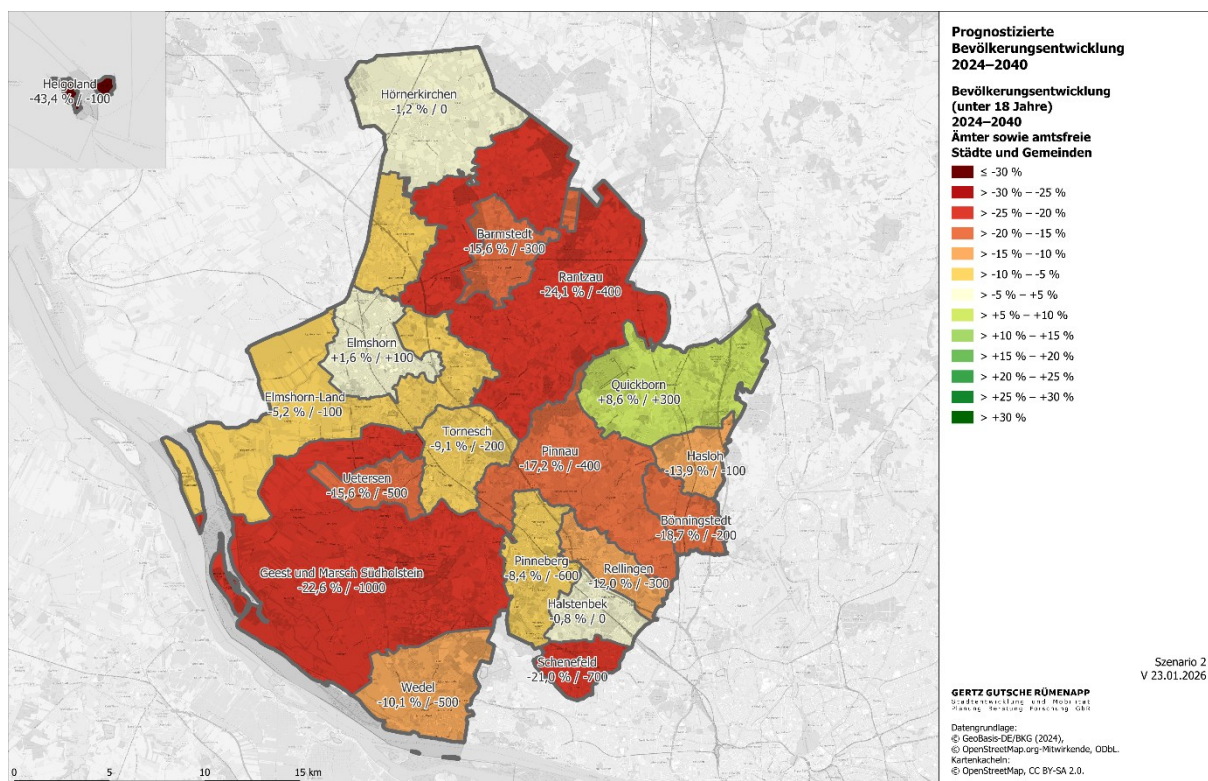 Helgoland
-43,4 % / -100
Hörnerkirchen
-1,2 % / 0
Barmstedt
-15,6 % / -300
Rantzau
-24,1 % / -400
Elmshorn
+1,6 % / +100
Quickborn
+8,6 % / +300
Elmshorn-Land
-5,2 % / -100
Tornesch
-9,1 % / -200
Pinnau
-17,2 % / -400
Hasloh
-13,9 % / -100
Uetersen
-15,6 % / -500
Bönningstedt
-18,7 % / -200
Pinneberg
-8,4 % / -600
Rellingen
-12,0 % / -300
Geest und Marsch Südholstein
-22,6 % / -1000
Halstenbek
-0,8 % / 0
Schenefeld
-21,0 % / -700
Wedel
-10,1 % / -500
0 5 10 15 km
Prognostizierte
Bevölkerungsentwicklung
2024–2040
Bevölkerungsentwicklung
(unter 18 Jahre)
2024–2040
Ämter sowie amtsfreie
Städte und Gemeinden
≤ -30 %
> -30 % – -25 %
> -25 % – -20 %
> -20 % – -15 %
> -15 % – -10 %
> -10 % – -5 %
> -5 % – +5 %
> +5 % – +10 %
> +10 % – +15 %
> +15 % – +20 %
> +20 % – +25 %
> +25 % – +30 %
> +30 %
Szenario 2
V 23.01.2026
GERTZ GUTSCHE RÜMENAPP
Stadtentwicklung und Mobilität
Planung Beratung Forschung GbR
Datengrundlage:
© GeoBasis-DE/BKG (2024),
© OpenStreetMap.org-Mitwirkende, ODbL.
Kartenkacheln:
© OpenStreetMap, CC BY-SA 2.0.